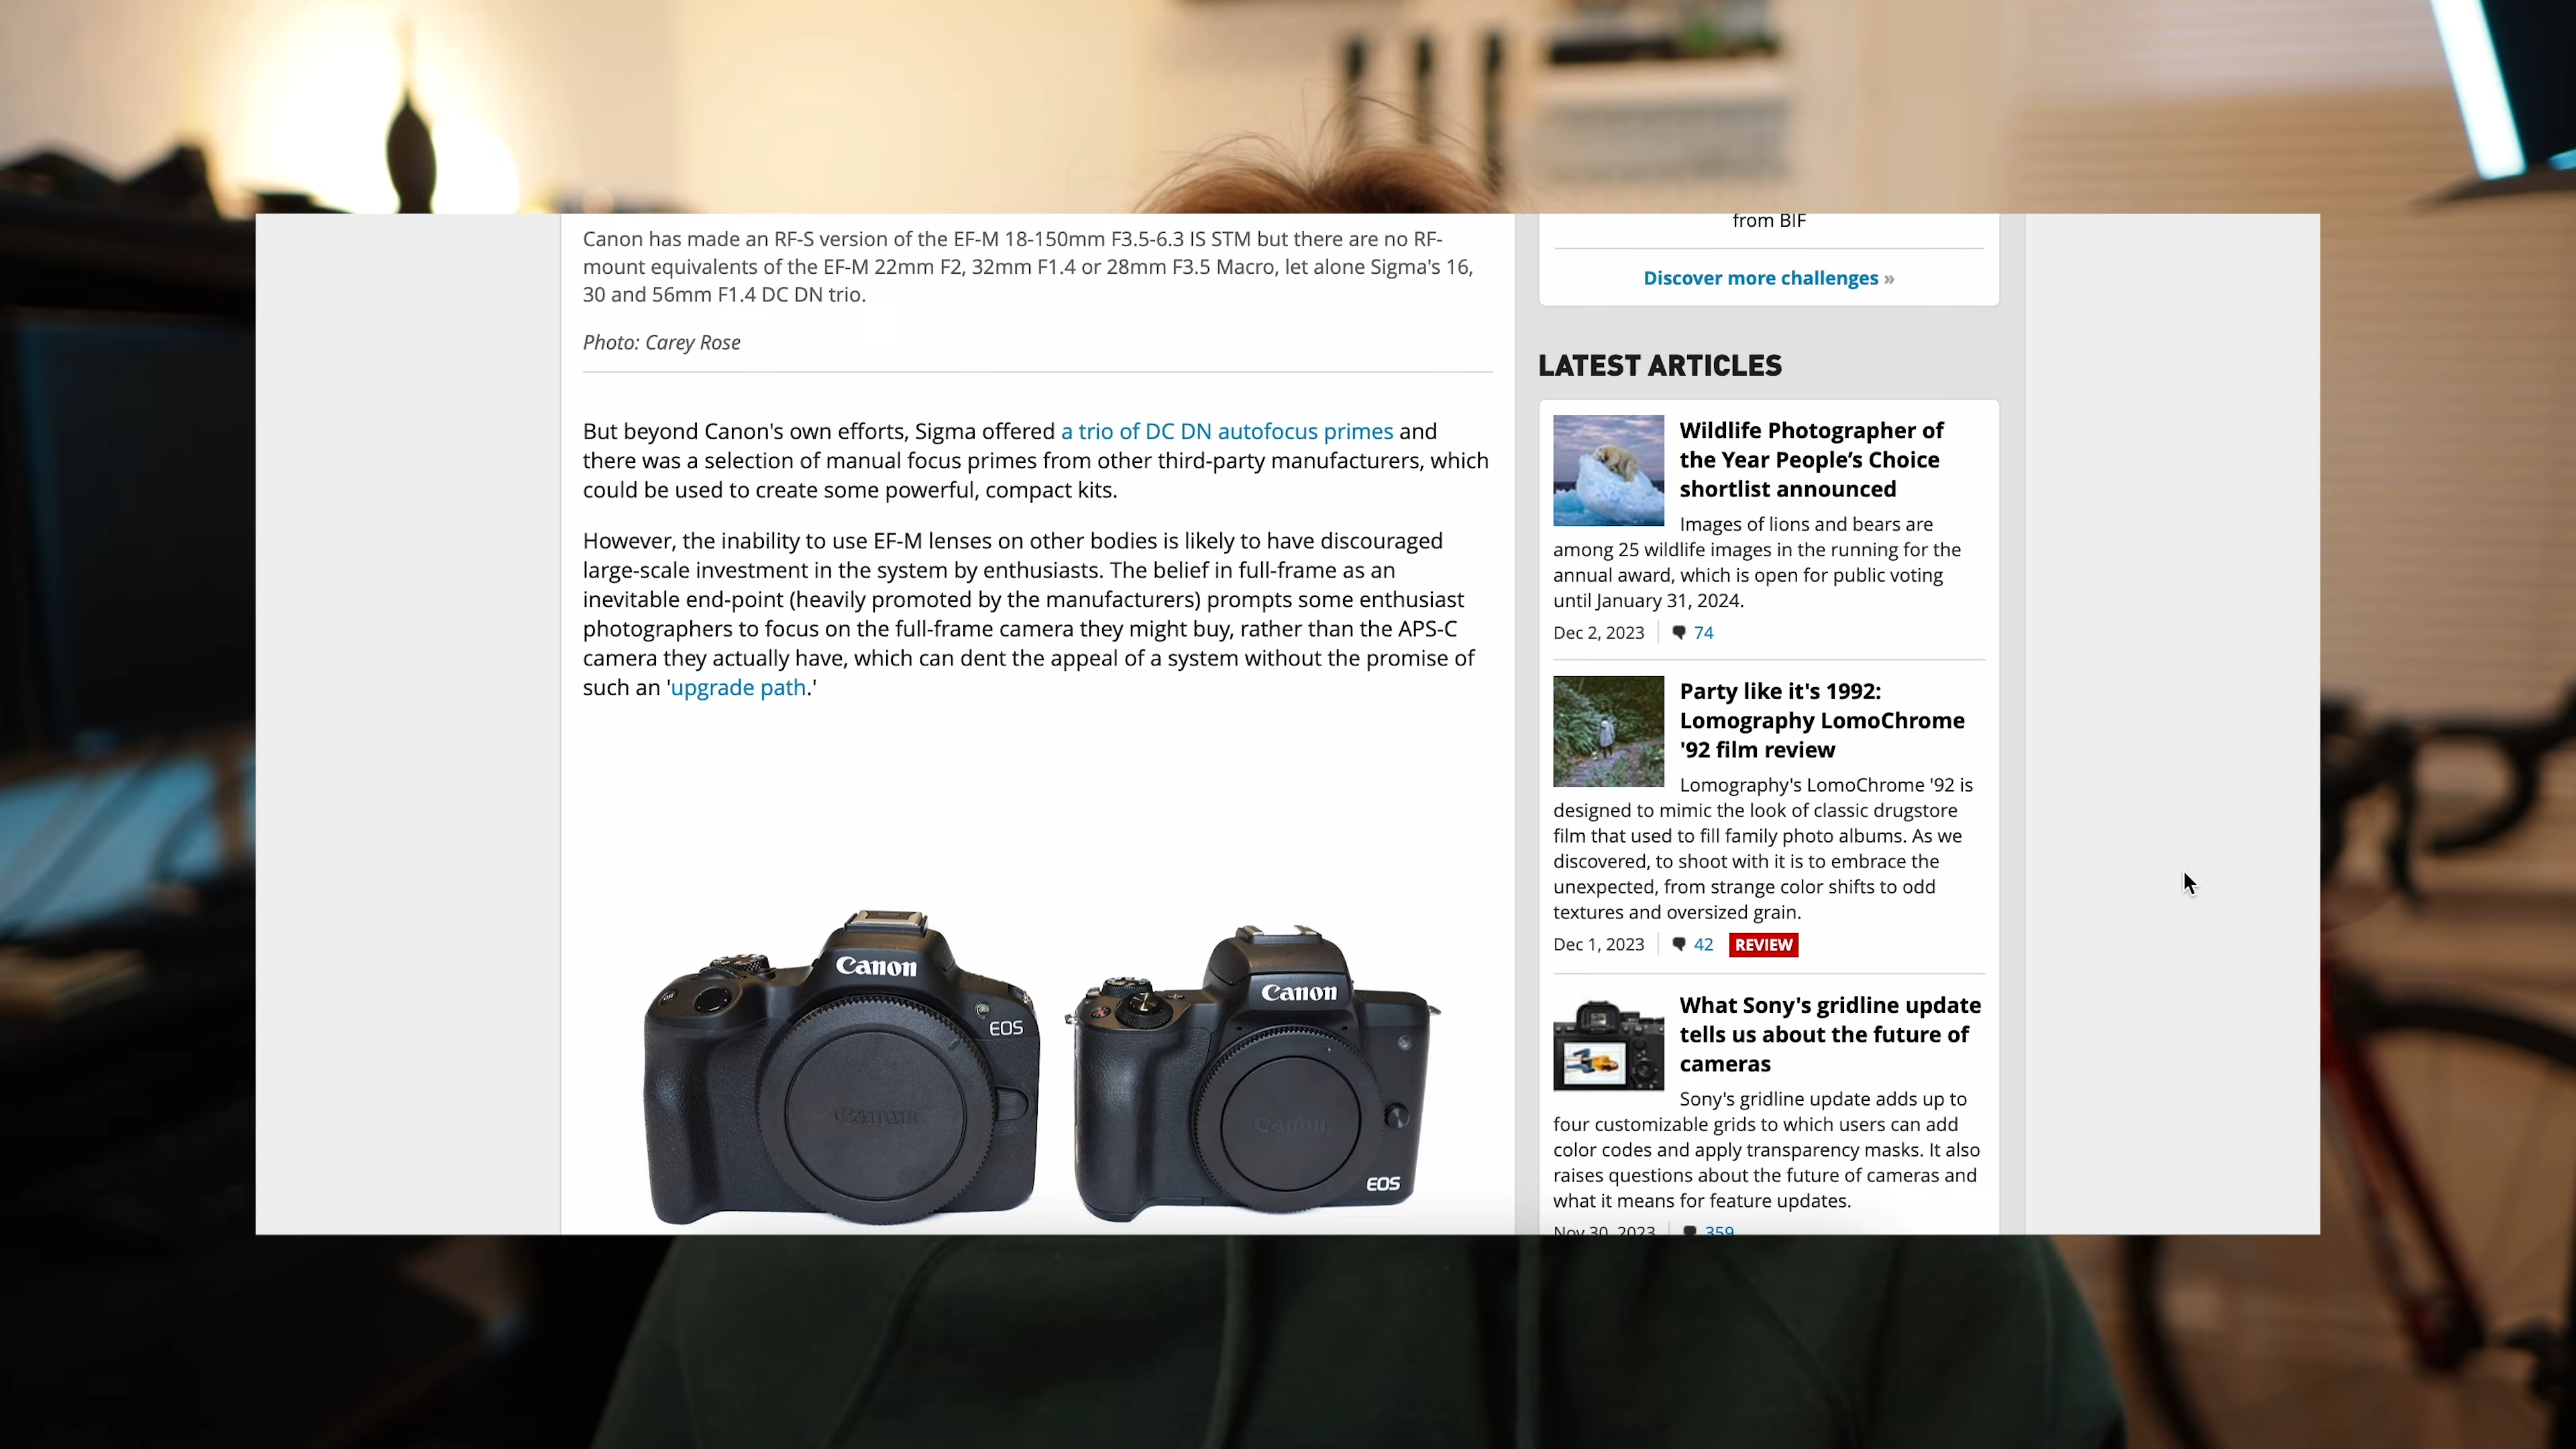 Canon has made an RF-S version of the EF-M 18-150mm F3.5-6.3 IS STM but there are no RF-
mount equivalents of the EF-M 22mm F2, 32mm F1.4 or 28mm F3.5 Macro, let alone Sigma's 16,
30 and 56mm F1.4 DC DN trio.
Photo: Carey Rose
But beyond Canon's own efforts, Sigma offered a trio of DC DN autofocus primes and
there was a selection of manual focus primes from other third-party manufacturers, which
could be used to create some powerful, compact kits.
However, the inability to use EF-M lenses on other bodies is likely to have discouraged
large-scale investment in the system by enthusiasts. The belief in full-frame as an
inevitable end-point (heavily promoted by the manufacturers) prompts some enthusiast
photographers to focus on the full-frame camera they might buy, rather than the APS-C
camera they actually have, which can dent the appeal of a system without the promise of
such an 'upgrade path.'
Canon
EOS
Canon
Canon
Canon
EOS
from BIF
Discover more challenges »
LATEST ARTICLES
Wildlife Photographer of
the Year People’s Choice
shortlist announced
Images of lions and bears are
among 25 wildlife images in the running for the
annual award, which is open for public voting
until January 31, 2024.
Dec 2, 2023 74
Party like it's 1992:
Lomography LomoChrome
'92 film review
Lomography's LomoChrome '92 is
designed to mimic the look of classic drugstore
film that used to fill family photo albums. As we
discovered, to shoot with it is to embrace the
unexpected, from strange color shifts to odd
textures and oversized grain.
Dec 1, 2023 42 REVIEW
What Sony's gridline update
tells us about the future of
cameras
Sony's gridline update adds up to
four customizable grids to which users can add
color codes and apply transparency masks. It also
raises questions about the future of cameras and
what it means for feature updates.
Nov 30, 2023 359